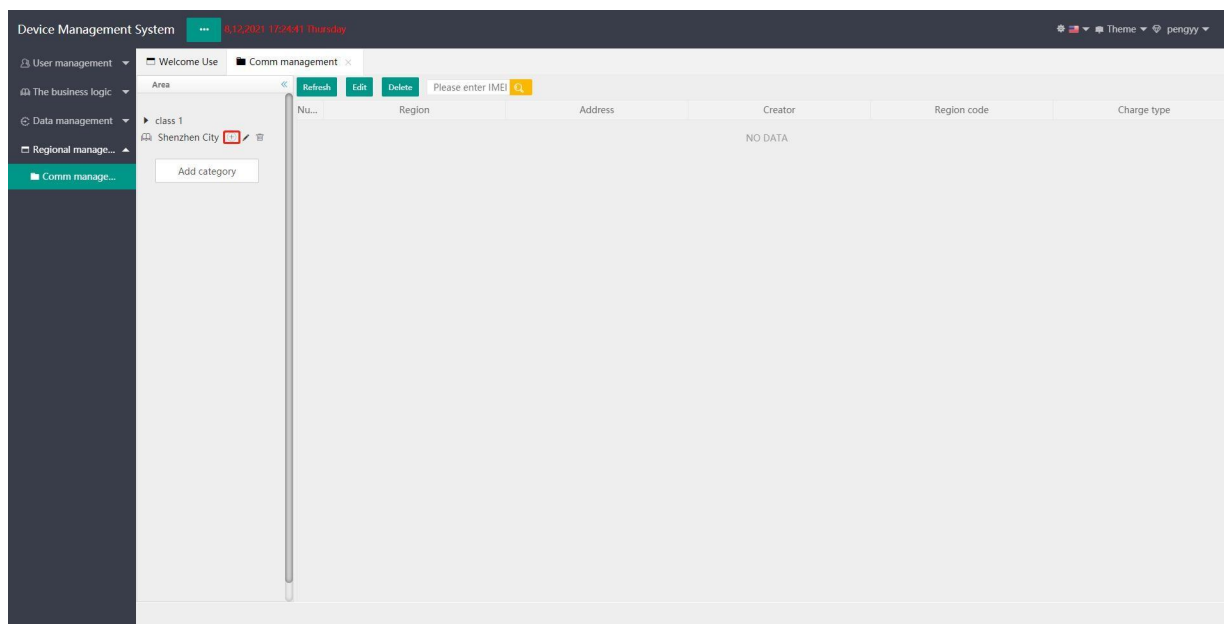 Device Management System ... 8,12,2021 17:24:41 Thursday Theme pengyy
User management
The business logic
Data management
Regional manage...
Comm manage...
Welcome Use Comm management ×
Area «
class 1
Shenzhen City
Add category
Refresh Edit Delete Please enter IMEI
Nu... Region Address Creator Region code Charge type
NO DATA